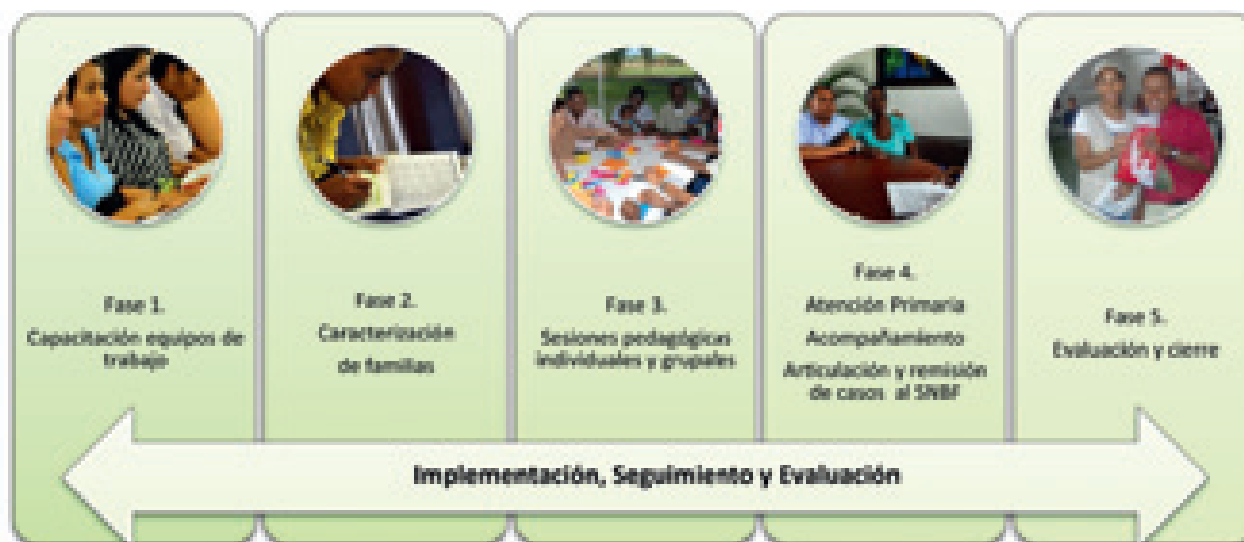 Fase 1.
Capacitación equipos de
trabajo
Fase 2.
Caracterización
de familias
Fase 3.
Sesiones pedagógicas
individuales y grupales
Fase 4.
Atención Primaria
Acompañamiento
Articulación y remisión
de casos al SNBF
Fase 5.
Evaluación y cierre
Implementación, Seguimiento y Evaluación